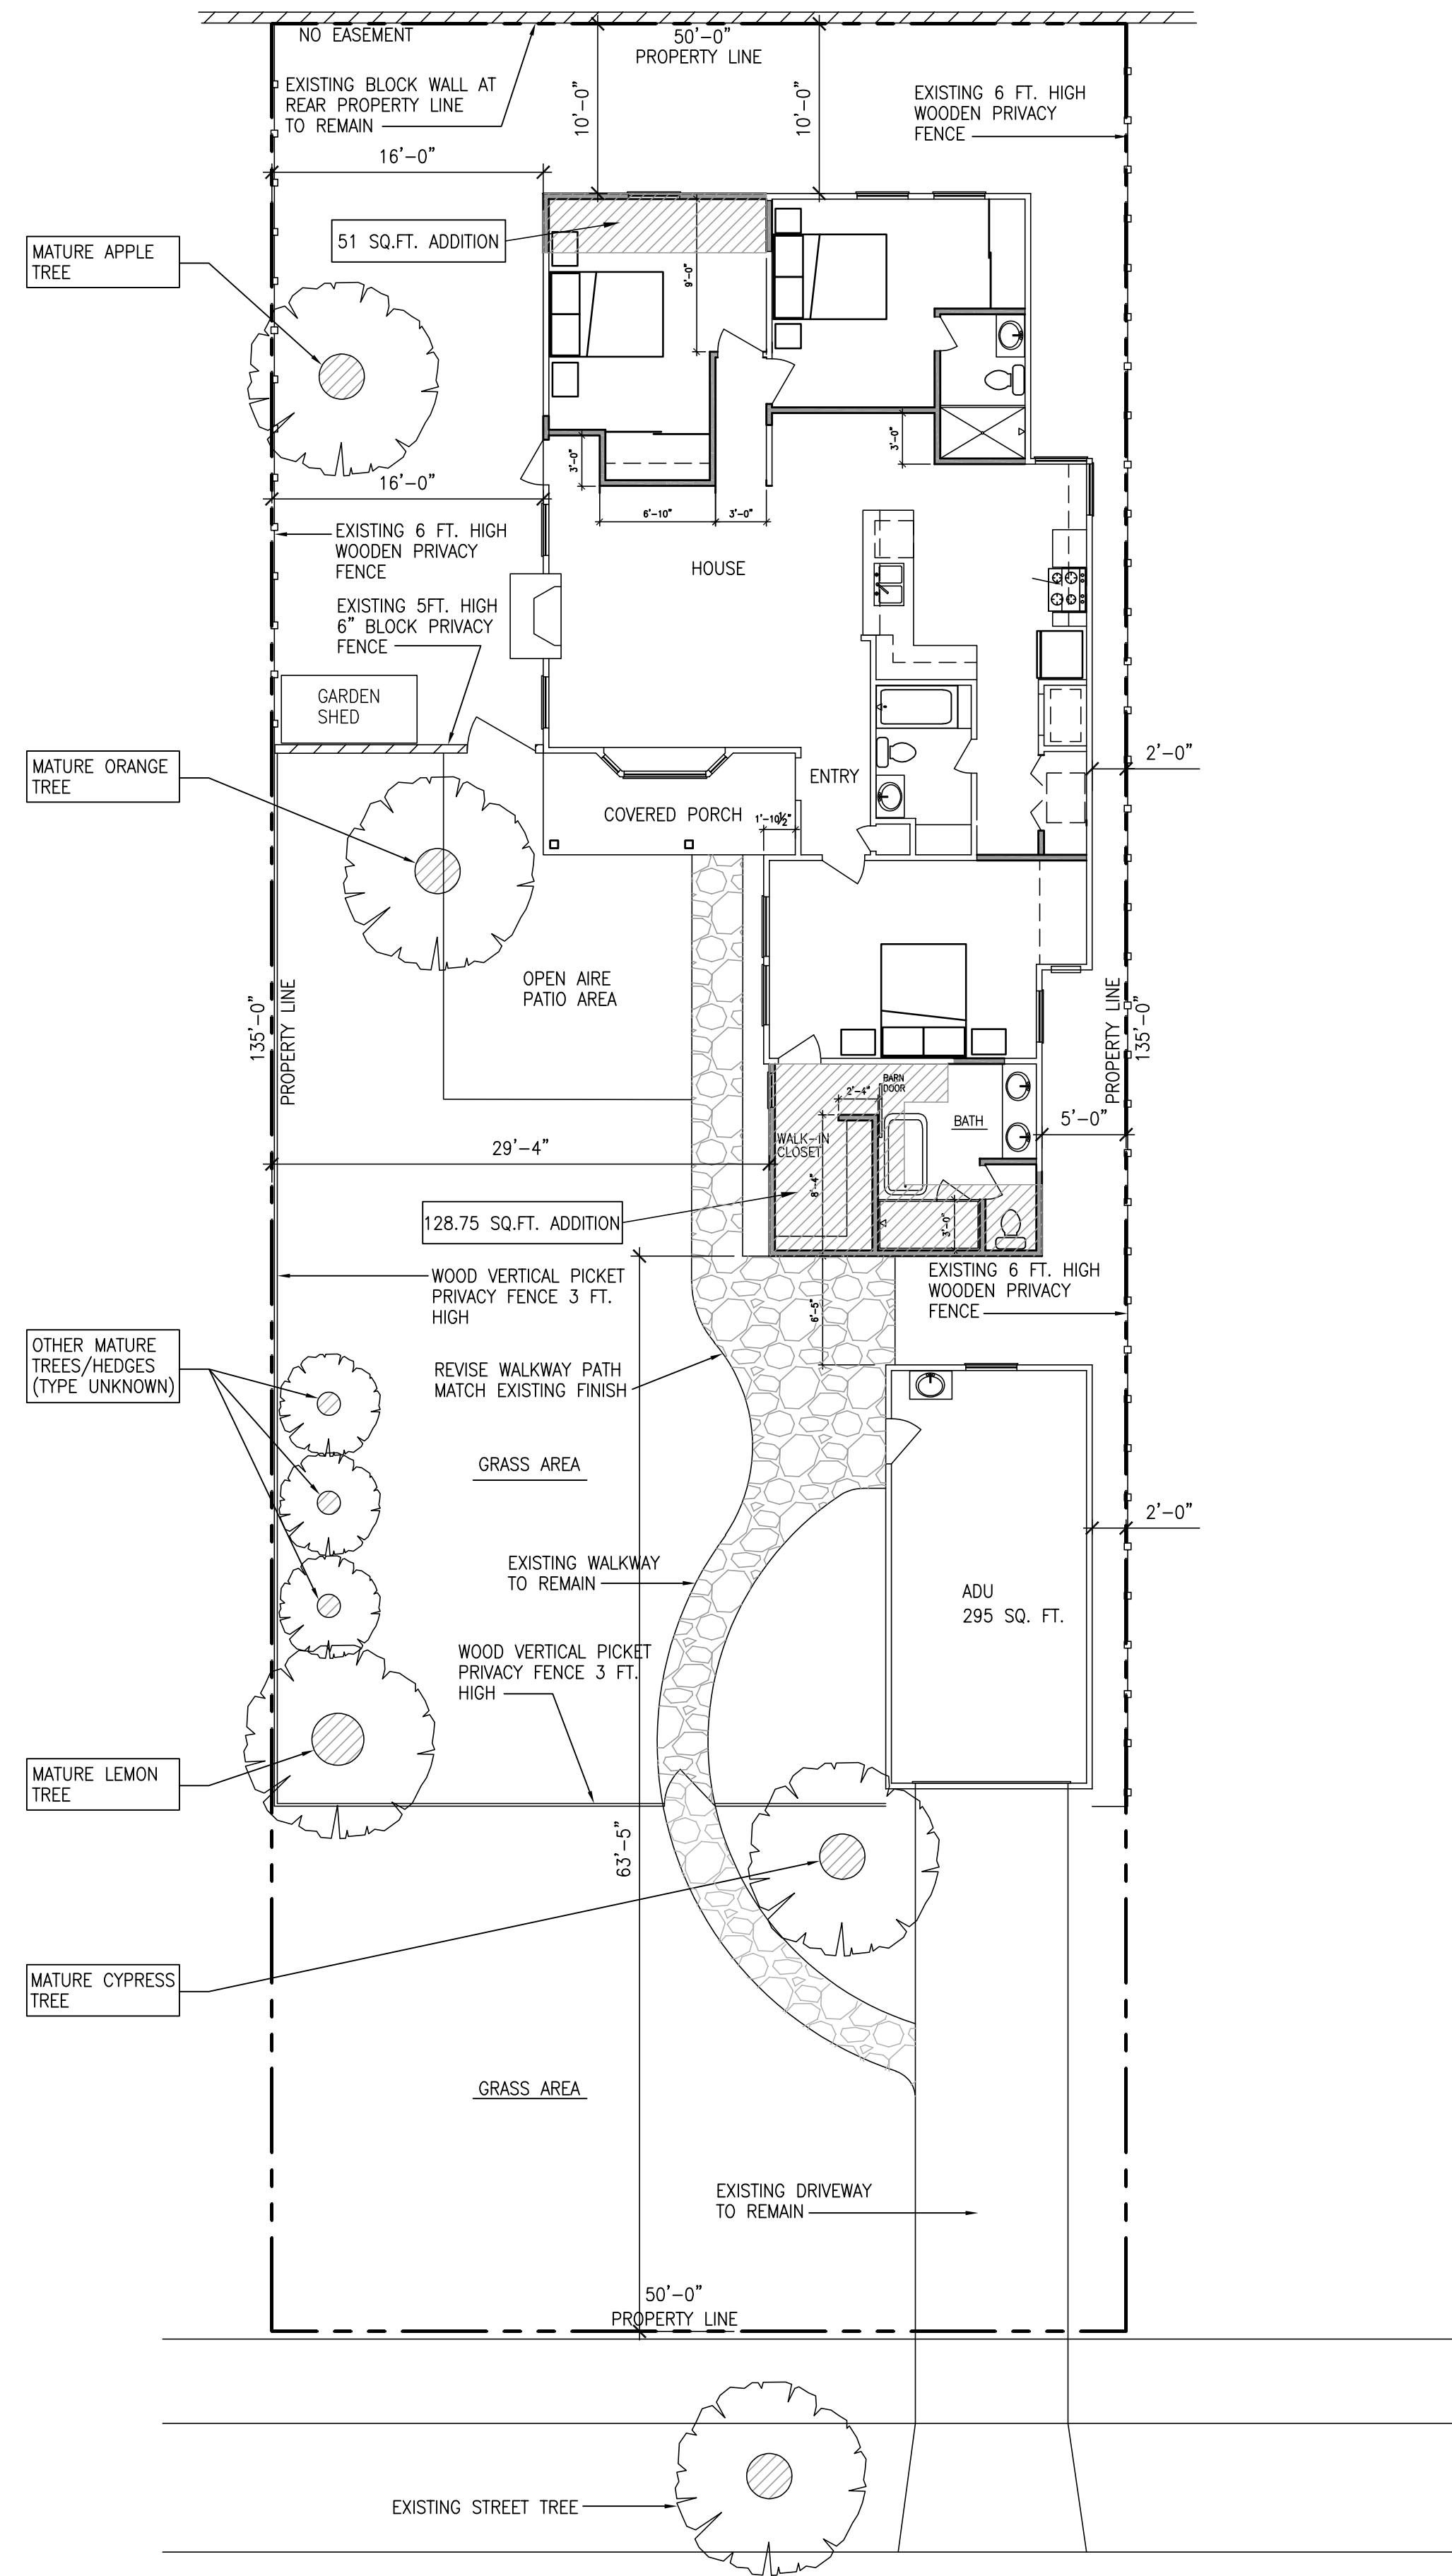 NO EASEMENT
50'-0"
PROPERTY LINE
EXISTING BLOCK WALL AT
REAR PROPERTY LINE
TO REMAIN
10'-0"
10'-0"
EXISTING 6 FT. HIGH
WOODEN PRIVACY
FENCE
16'-0"
51 SQ.FT. ADDITION
MATURE APPLE
TREE
9'-0"
3'-0"
3'-0"
16'-0"
6'-10"
3'-0"
EXISTING 6 FT. HIGH
WOODEN PRIVACY
FENCE
HOUSE
EXISTING 5FT. HIGH
6" BLOCK PRIVACY
FENCE
GARDEN
SHED
MATURE ORANGE
TREE
2'-0"
ENTRY
COVERED PORCH
1'-10½"
OPEN AIRE
PATIO AREA
135'-0"
PROPERTY LINE
PROPERTY LINE
135'-0"
BARN
DOOR
2'-4"
BATH
5'-0"
WALK-IN
CLOSET
29'-4"
8'-4"
3'-0"
128.75 SQ.FT. ADDITION
WOOD VERTICAL PICKET
PRIVACY FENCE 3 FT.
HIGH
EXISTING 6 FT. HIGH
WOODEN PRIVACY
FENCE
6'-5"
OTHER MATURE
TREES/HEDGES
(TYPE UNKNOWN)
REVISE WALKWAY PATH
MATCH EXISTING FINISH
GRASS AREA
2'-0"
EXISTING WALKWAY
TO REMAIN
ADU
295 SQ. FT.
WOOD VERTICAL PICKET
PRIVACY FENCE 3 FT.
HIGH
MATURE LEMON
TREE
63'-5"
MATURE CYPRESS
TREE
GRASS AREA
EXISTING DRIVEWAY
TO REMAIN
50'-0"
PROPERTY LINE
EXISTING STREET TREE